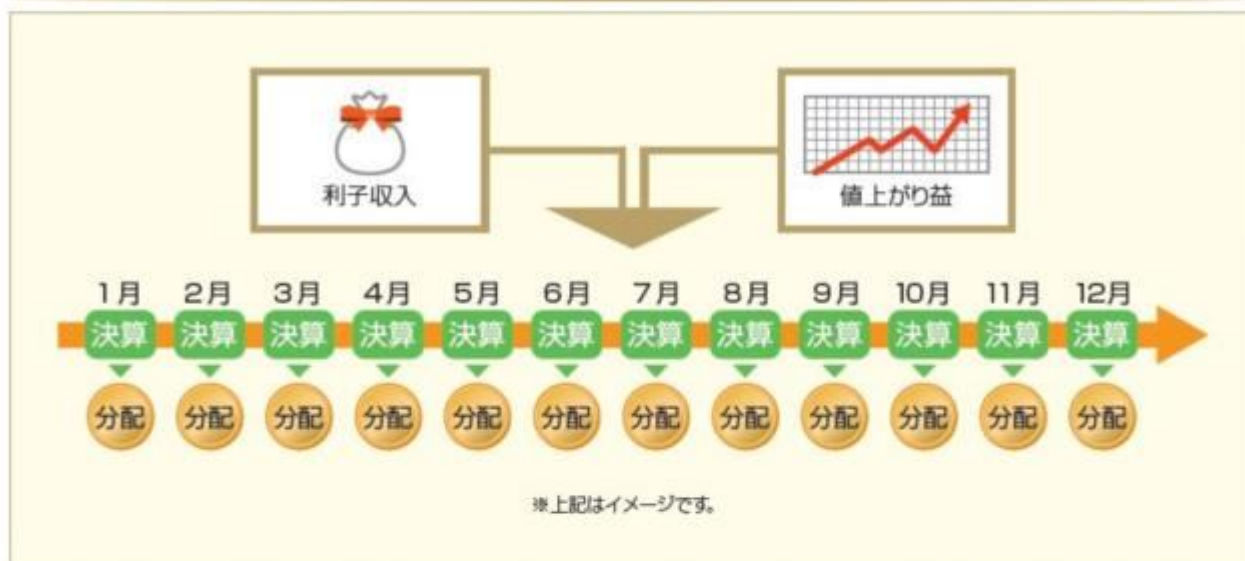 利子収入
値上がり益
1月 2月 3月 4月 5月 6月 7月 8月 9月 10月 11月 12月
決算 決算 決算 決算 決算 決算 決算 決算 決算 決算 決算 決算
分配 分配 分配 分配 分配 分配 分配 分配 分配 分配 分配 分配
※上記はイメージです。